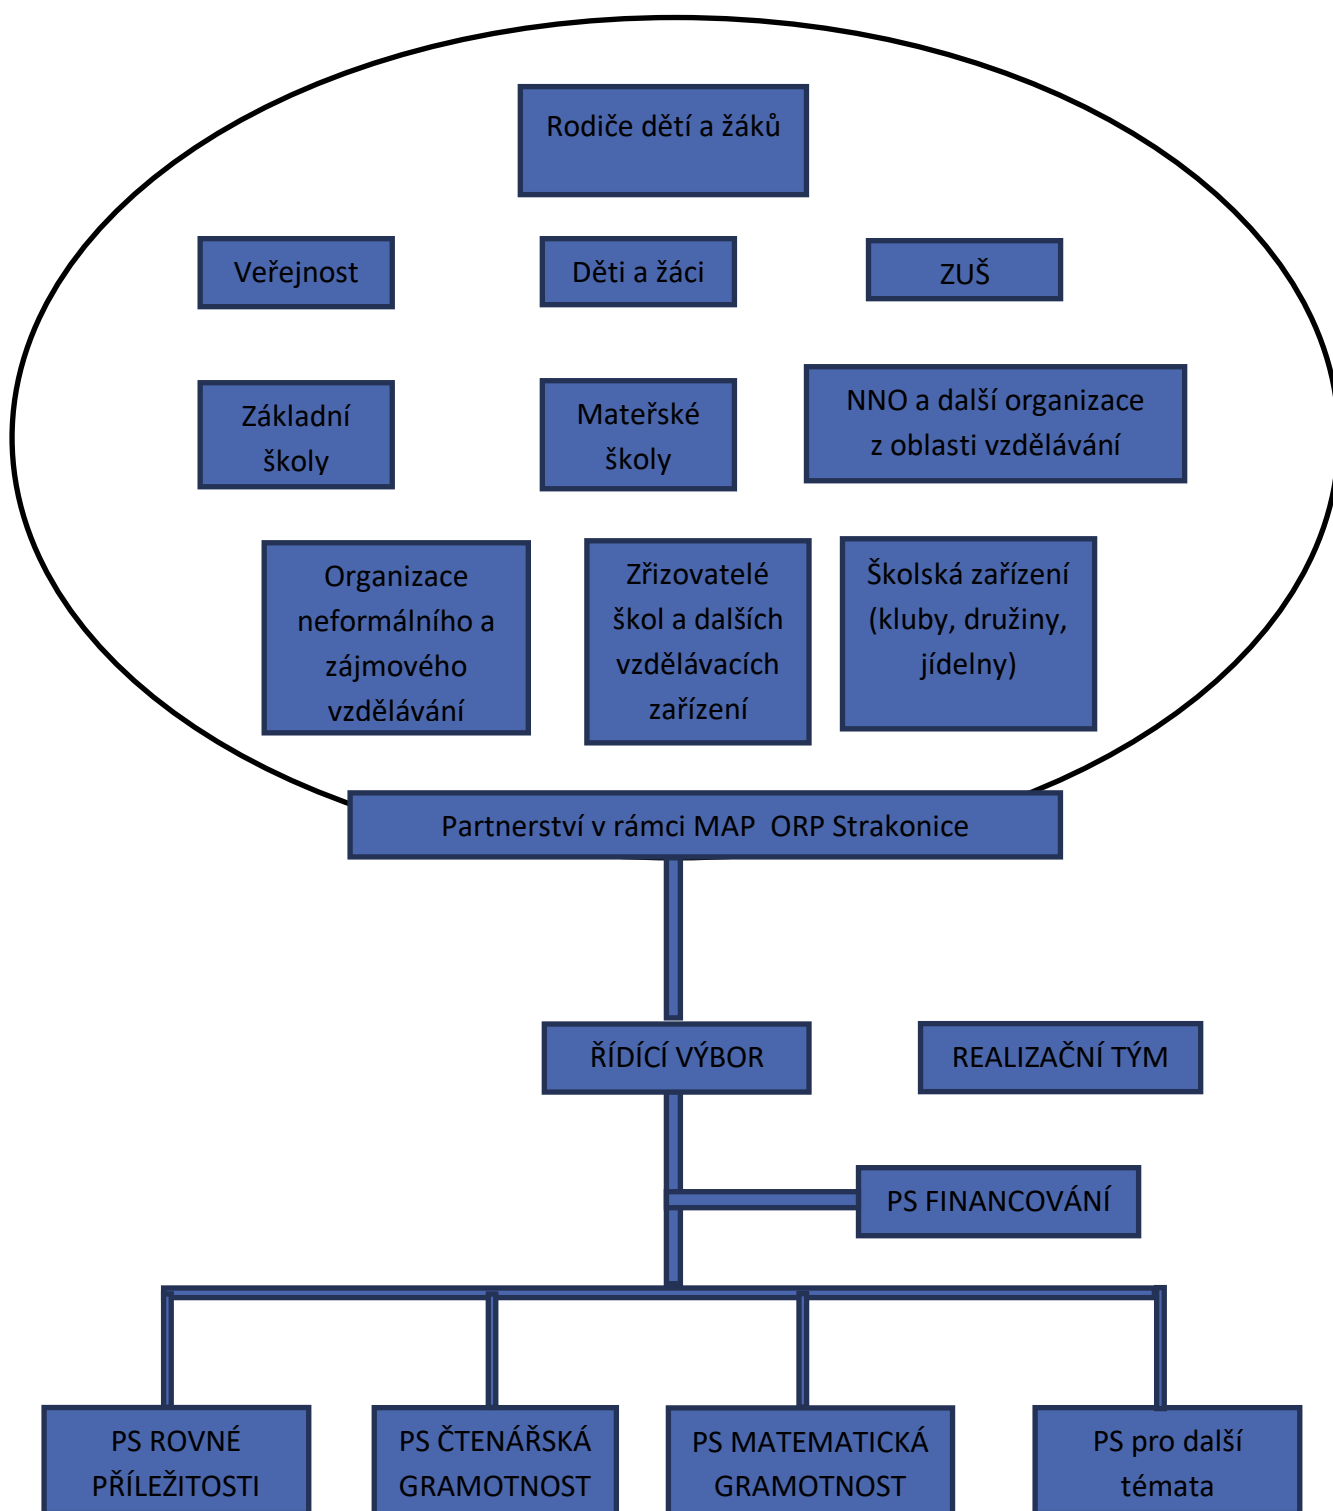 Rodiče dětí a žáků
Veřejnost
Děti a žáci
ZUŠ
Základní
školy
Mateřské
školy
NNO a další organizace
z oblasti vzdělávání
Organizace
neformálního a
zájmového
vzdělávání
Zřizovatelé
škol a dalších
vzdělávacích
zařízení
Školská zařízení
(kluby, družiny,
jídelny)
Partnerství v rámci MAP  ORP Strakonice
ŘÍDÍCÍ VÝBOR
REALIZAČNÍ TÝM
PS FINANCOVÁNÍ
PS ROVNÉ
PŘÍLEŽITOSTI
PS ČTENÁŘSKÁ
GRAMOTNOST
PS MATEMATICKÁ
GRAMOTNOST
PS pro další
témata